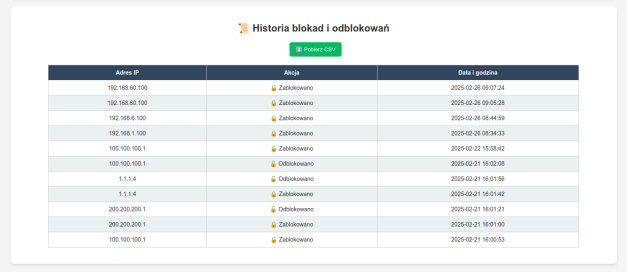 📜 Historia blokad i odblokowań
⬇️ Pobierz CSV
Adres IP Akcja Data i godzina
192.168.60.100 🔒 Zablokowano 2025-02-26 09:07:24
192.168.60.100 🔒 Zablokowano 2025-02-26 09:05:28
192.168.6.100 🔒 Zablokowano 2025-02-26 08:44:59
192.168.1.100 🔒 Zablokowano 2025-02-26 08:34:33
100.100.100.1 🔒 Zablokowano 2025-02-22 15:58:42
100.100.100.1 🔓 Odblokowano 2025-02-21 16:02:08
1.1.1.4 🔓 Odblokowano 2025-02-21 16:01:56
1.1.1.4 🔒 Zablokowano 2025-02-21 16:01:42
200.200.200.1 🔓 Odblokowano 2025-02-21 16:01:21
200.200.200.1 🔒 Zablokowano 2025-02-21 16:01:00
100.100.100.1 🔒 Zablokowano 2025-02-21 16:00:53